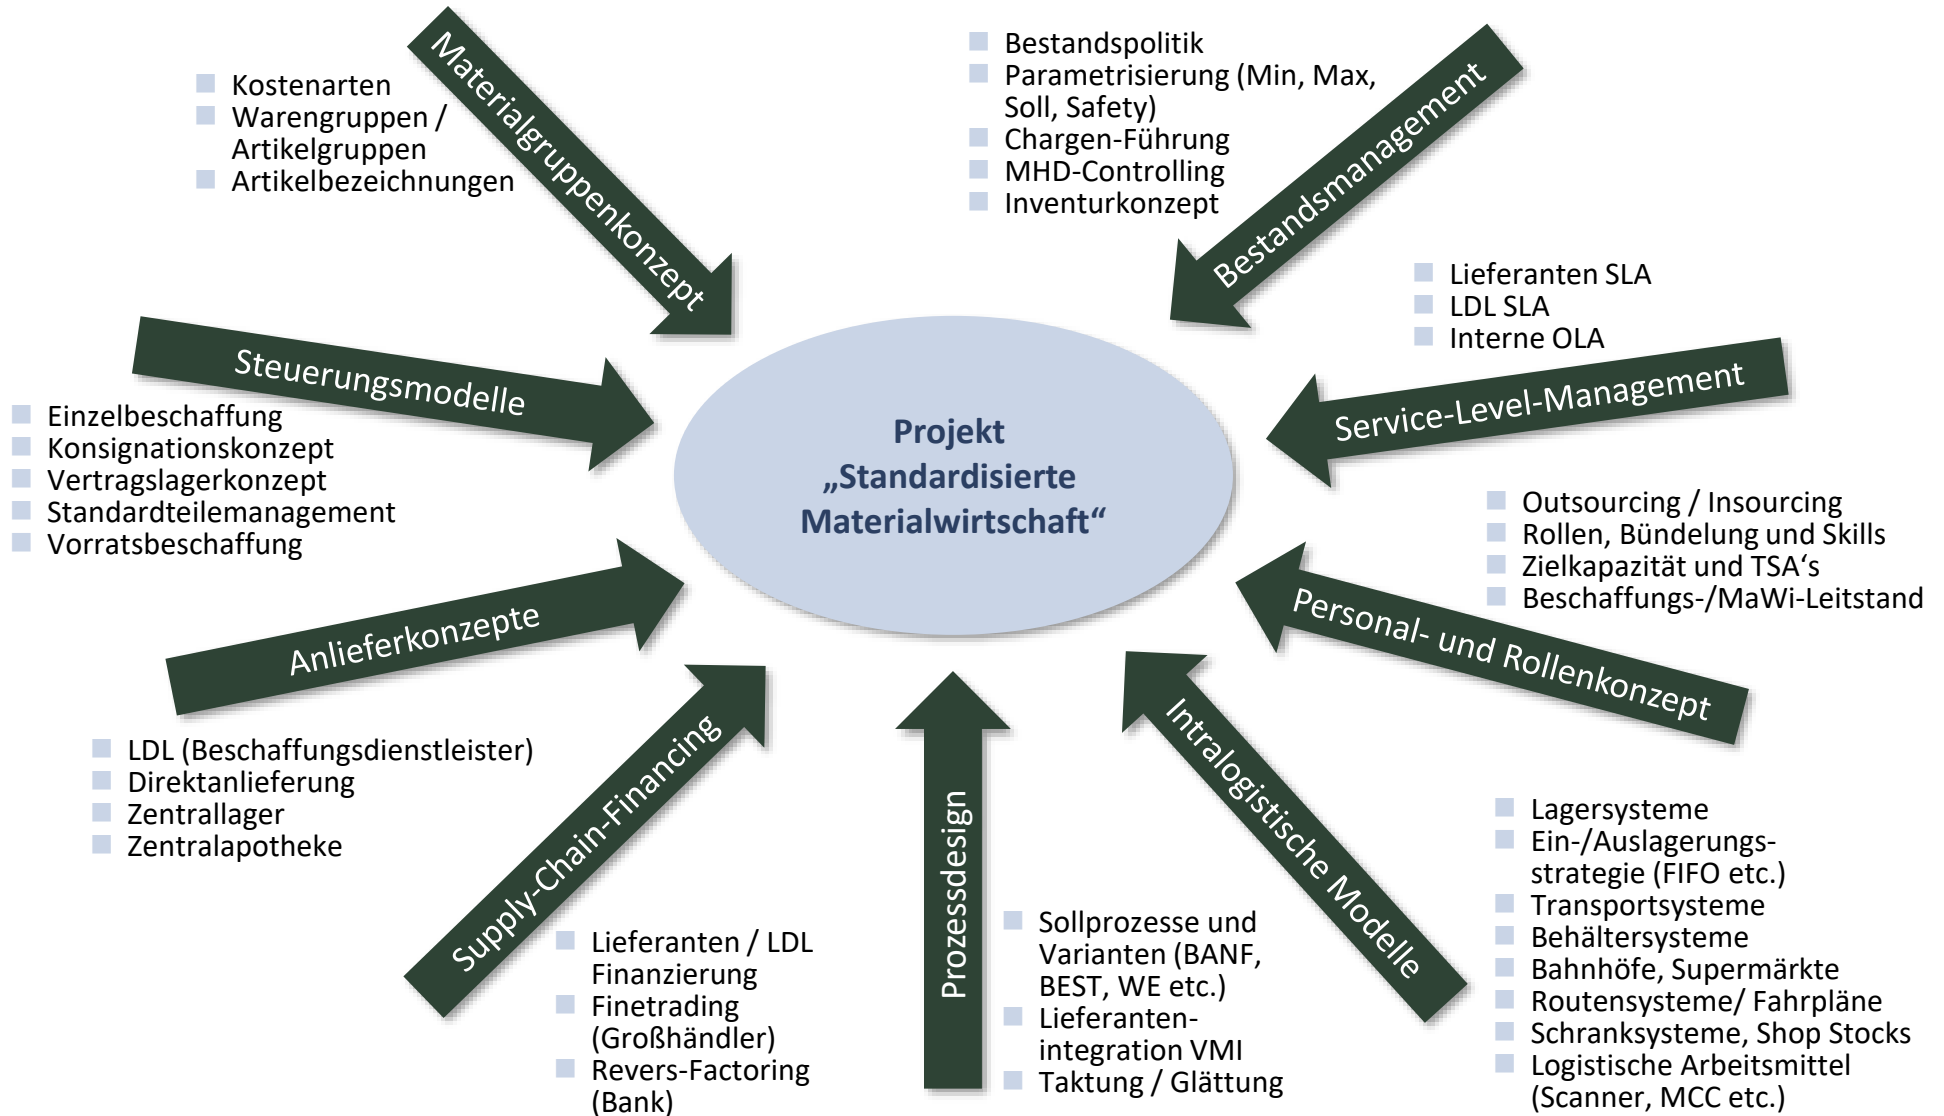 Materialgruppenkonzept
Kostenarten
Warengruppen /
Artikelgruppen
Artikelbezeichnungen
Bestandspolitik
Parametrisierung (Min, Max,
Soll, Safety)
Chargen-Führung
MHD-Controlling
Inventurkonzept
Bestandsmanagement
Lieferanten SLA
LDL SLA
Interne OLA
Service-Level-Management
Steuerungsmodelle
Einzelbeschaffung
Konsignationskonzept
Vertragslagerkonzept
Standardteilemanagement
Vorratsbeschaffung
Projekt
„Standardisierte
Materialwirtschaft“
Outsourcing / Insourcing
Rollen, Bündelung und Skills
Zielkapazität und TSA‘s
Beschaffungs-/MaWi-Leitstand
Personal- und Rollenkonzept
Anlieferkonzepte
LDL (Beschaffungsdienstleister)
Direktanlieferung
Zentrallager
Zentralapotheke
Supply-Chain-Financing
Lieferanten / LDL
Finanzierung
Finetrading
(Großhändler)
Revers-Factoring
(Bank)
Prozessdesign
Sollprozesse und
Varianten (BANF,
BEST, WE etc.)
Lieferanten-
integration VMI
Taktung / Glättung
Intralogistische Modelle
Lagersysteme
Ein-/Auslagerungs-
strategie (FIFO etc.)
Transportsysteme
Behältersysteme
Bahnhöfe, Supermärkte
Routensysteme/ Fahrpläne
Schranksysteme, Shop Stocks
Logistische Arbeitsmittel
(Scanner, MCC etc.)